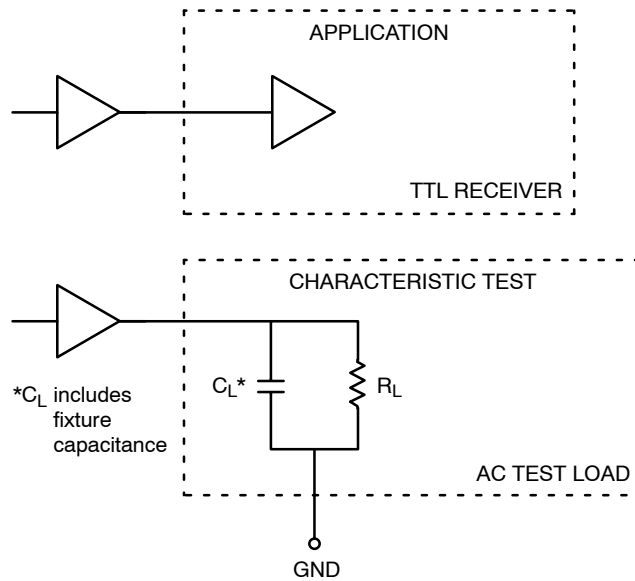 APPLICATION
TTL RECEIVER
CHARACTERISTIC TEST
*CL includes
fixture
capacitance
CL*
RL
AC TEST LOAD
GND